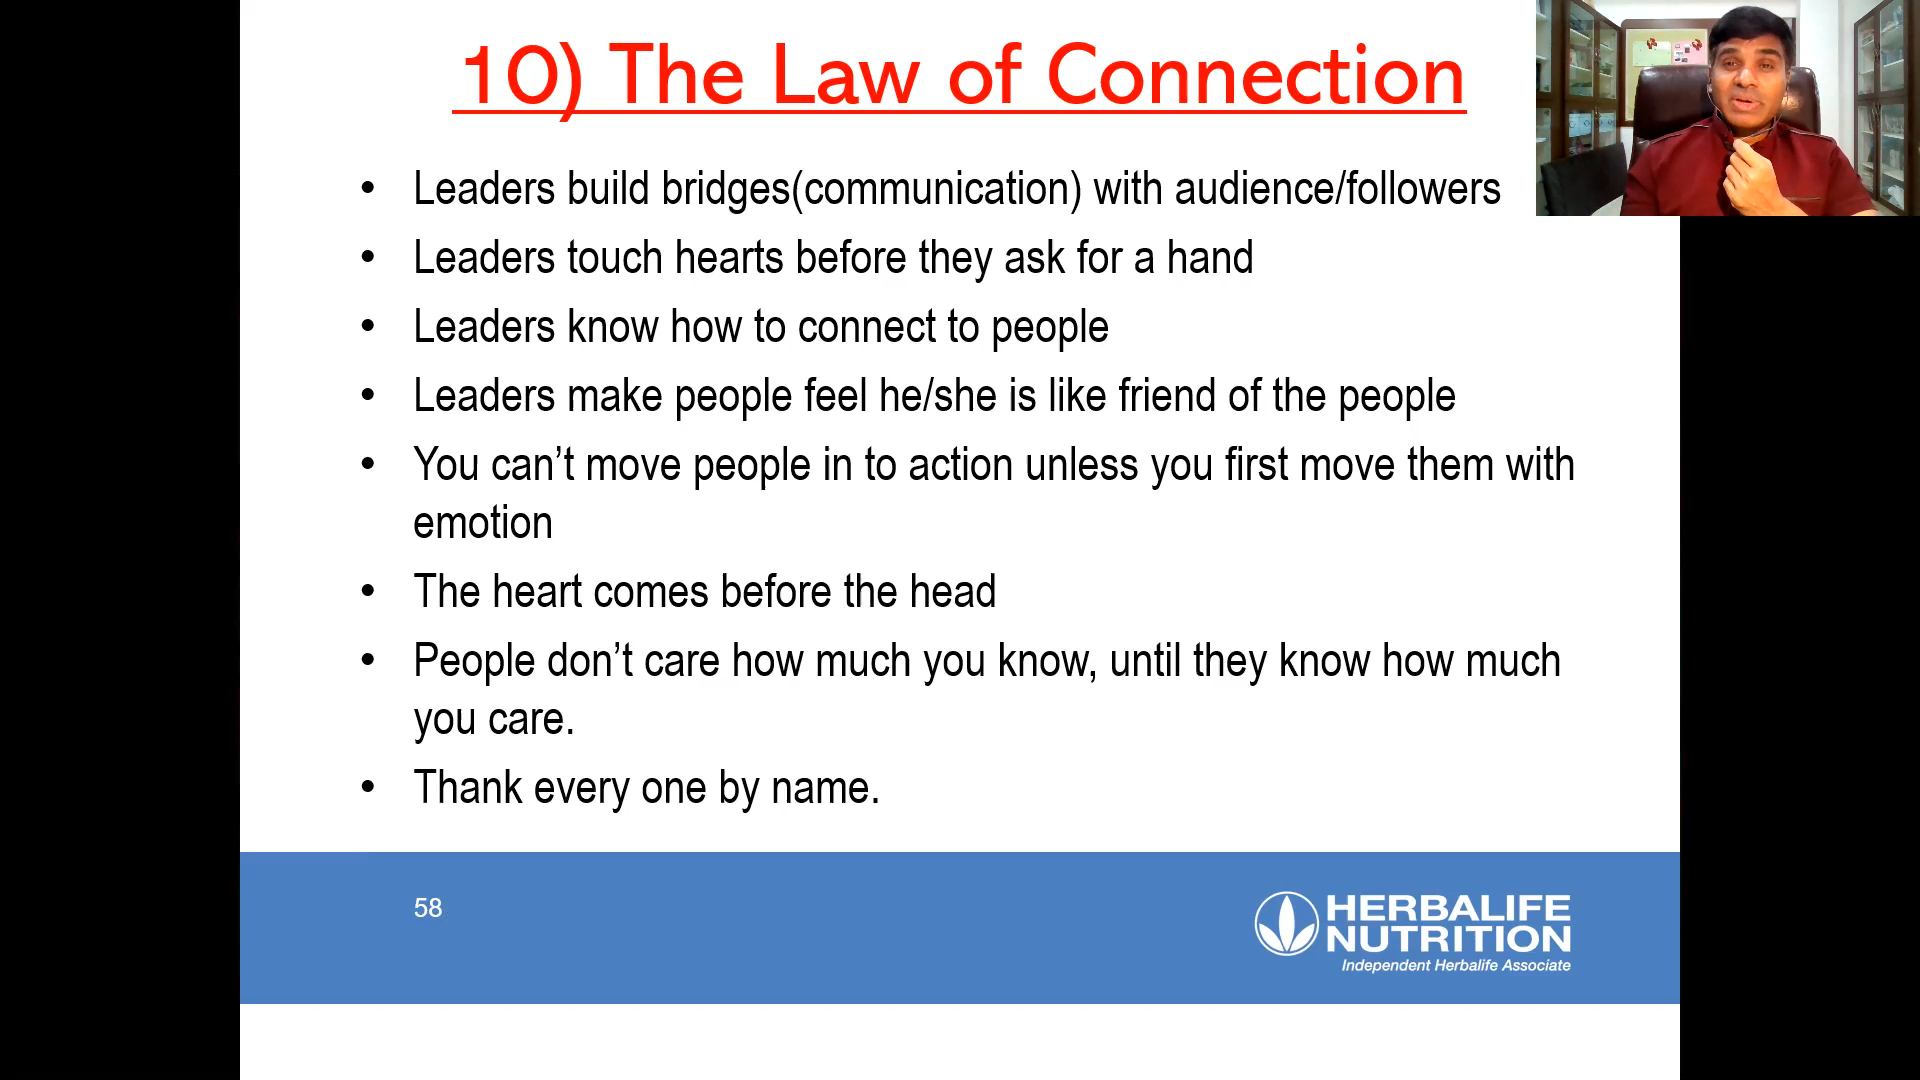 10) The Law of Connection
• Leaders build bridges(communication) with audience/followers
• Leaders touch hearts before they ask for a hand
• Leaders know how to connect to people
• Leaders make people feel he/she is like friend of the people
• You can’t move people in to action unless you first move them with
emotion
• The heart comes before the head
• People don’t care how much you know, until they know how much
you care.
• Thank every one by name.
58
HERBALIFE
NUTRITION
Independent Herbalife Associate